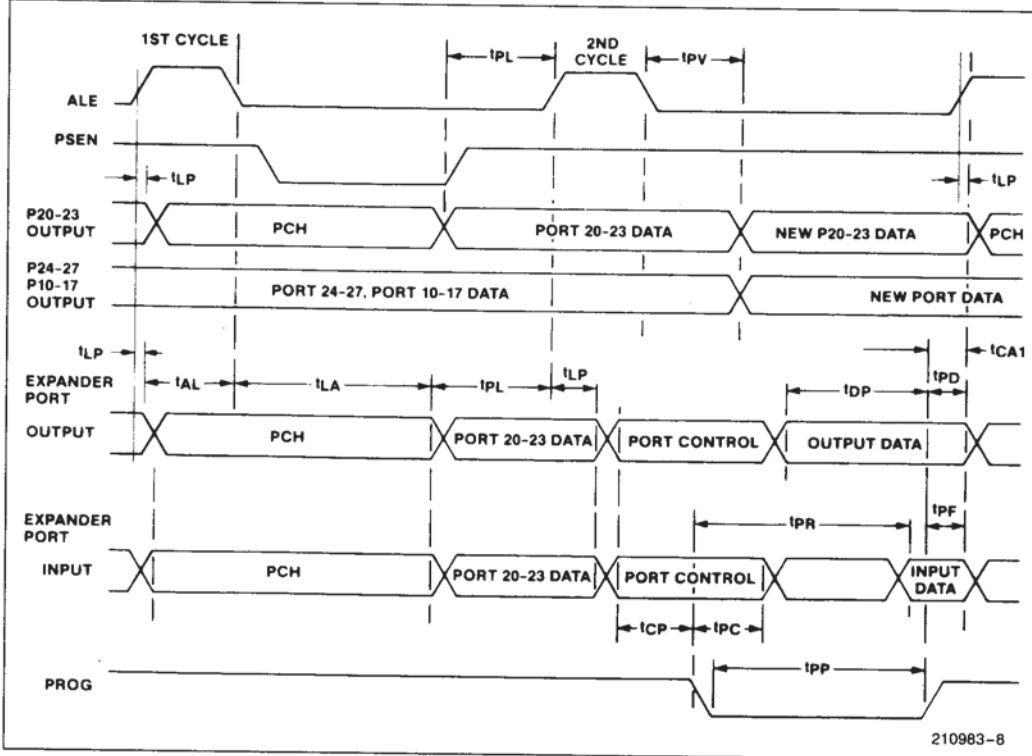 1ST CYCLE
tPL
2ND CYCLE
tPV
ALE
PSEN
tLP
tLP
P20-23 OUTPUT
PCH
PORT 20-23 DATA
NEW P20-23 DATA
PCH
P24-27
P10-17
OUTPUT
PORT 24-27, PORT 10-17 DATA
NEW PORT DATA
tLP
tCA1
tAL
tLA
tPL
tLP
tDP
tPD
EXPANDER PORT
OUTPUT
PCH
PORT 20-23 DATA
PORT CONTROL
OUTPUT DATA
EXPANDER PORT
tPR
tPF
INPUT
PCH
PORT 20-23 DATA
PORT CONTROL
INPUT DATA
tCP
tPC
tPP
PROG
210983-8